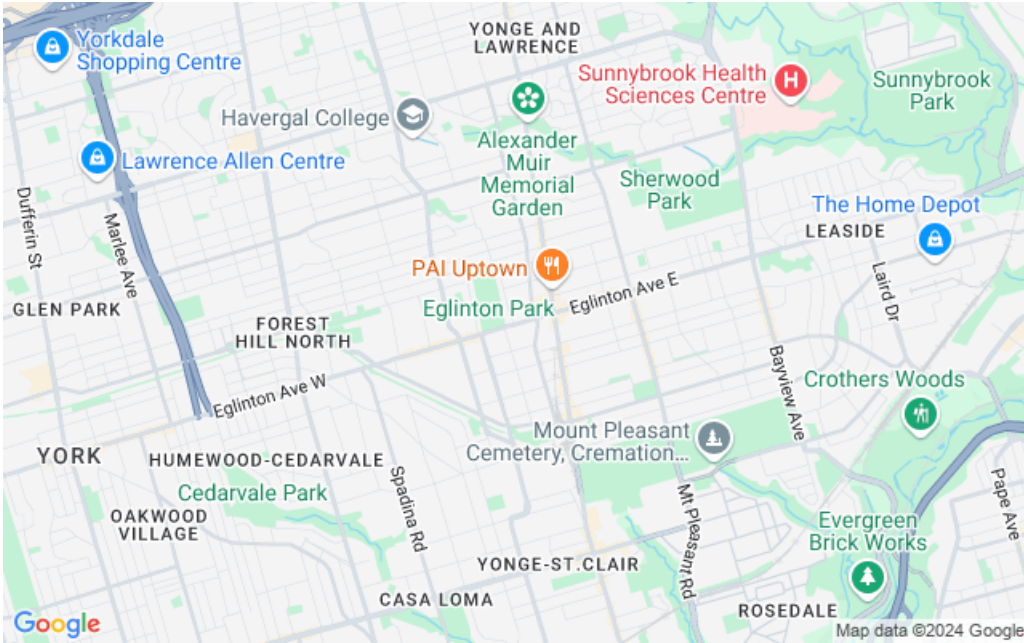 YONGE AND
LAWRENCE
Yorkdale
Shopping Centre
Sunnybrook Health
Sciences Centre
H
Sunnybrook
Park
Havergal College
Alexander
Muir
Memorial
Garden
Lawrence Allen Centre
Sherwood
Park
The Home Depot
LEASIDE
Dufferin St
Marlee Ave
PAI Uptown
Eglinton Park
Eglinton Ave E
Laird Dr
GLEN PARK
FOREST
HILL NORTH
Bayview Ave
Crothers Woods
Eglinton Ave W
Mount Pleasant
Cemetery, Cremation...
YORK
HUMEWOOD-CEDARVALE
Cedarvale Park
Spadina Rd
Mt Pleasant Rd
Pape Ave
OAKWOOD
VILLAGE
Evergreen
Brick Works
YONGE-ST.CLAIR
CASA LOMA
ROSEDALE
Google
Map data ©2024 Google